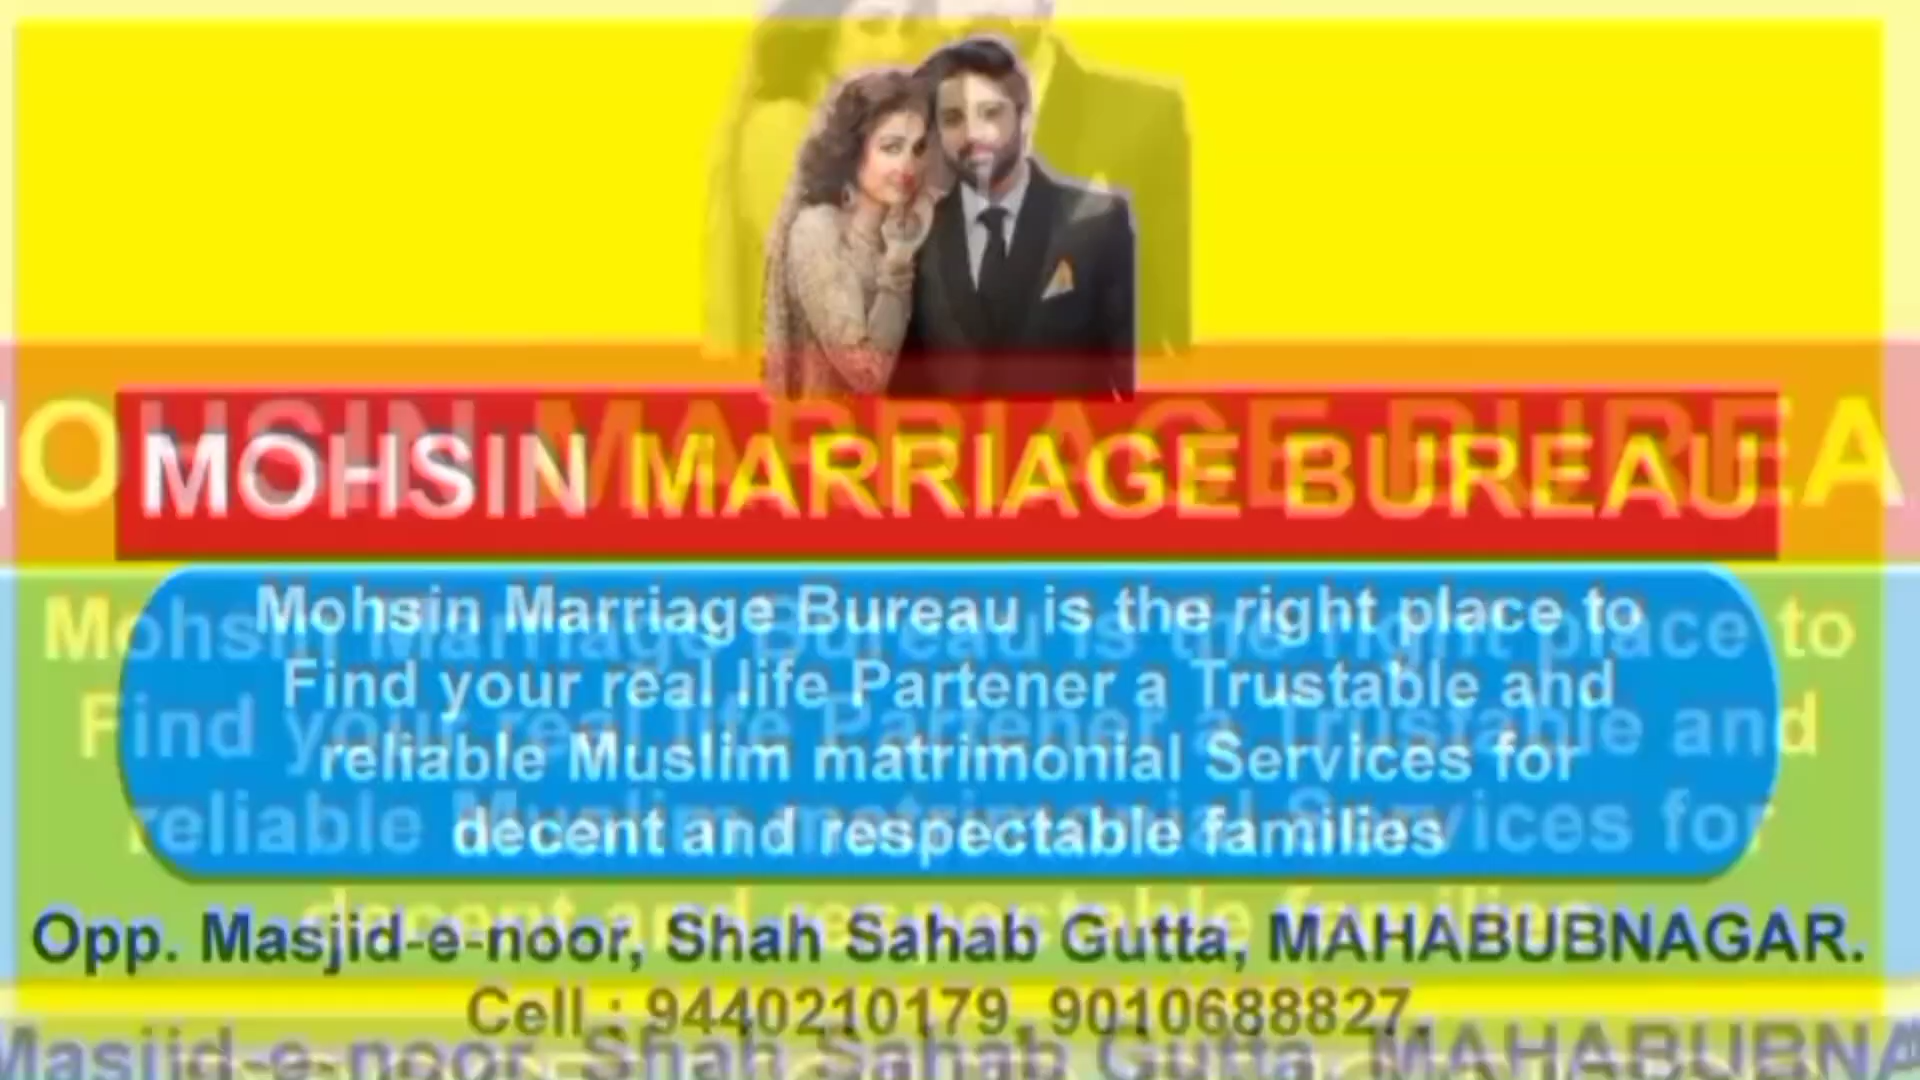 MOHSIN MARRIAGE BUREAU
Mohsin Marriage Bureau is the right place to
Find your real life Partener a Trustable and
reliable Muslim matrimonial Services for
decent and respectable families
Opp. Masjid-e-noor, Shah Sahab Gutta, MAHABUBNAGAR.
Cell : 9440210179, 9010688827.